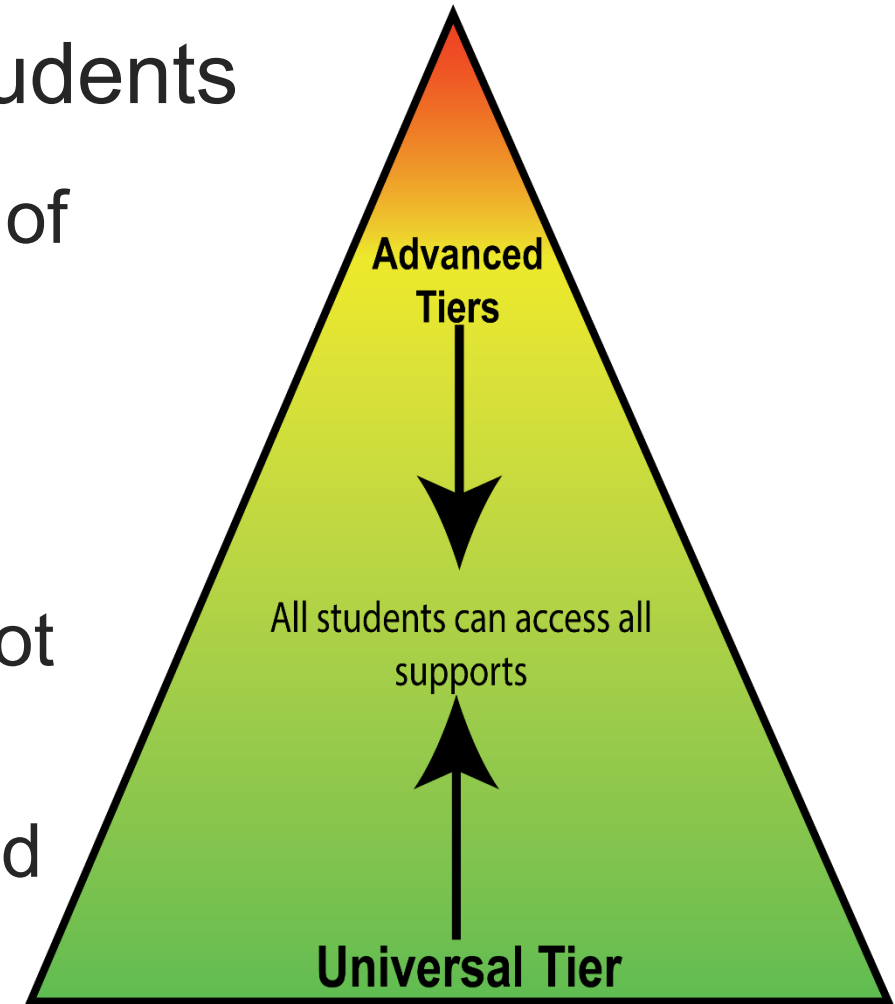 udents
of
ot
d
Advanced
Tiers
All students can access all
supports
Universal Tier